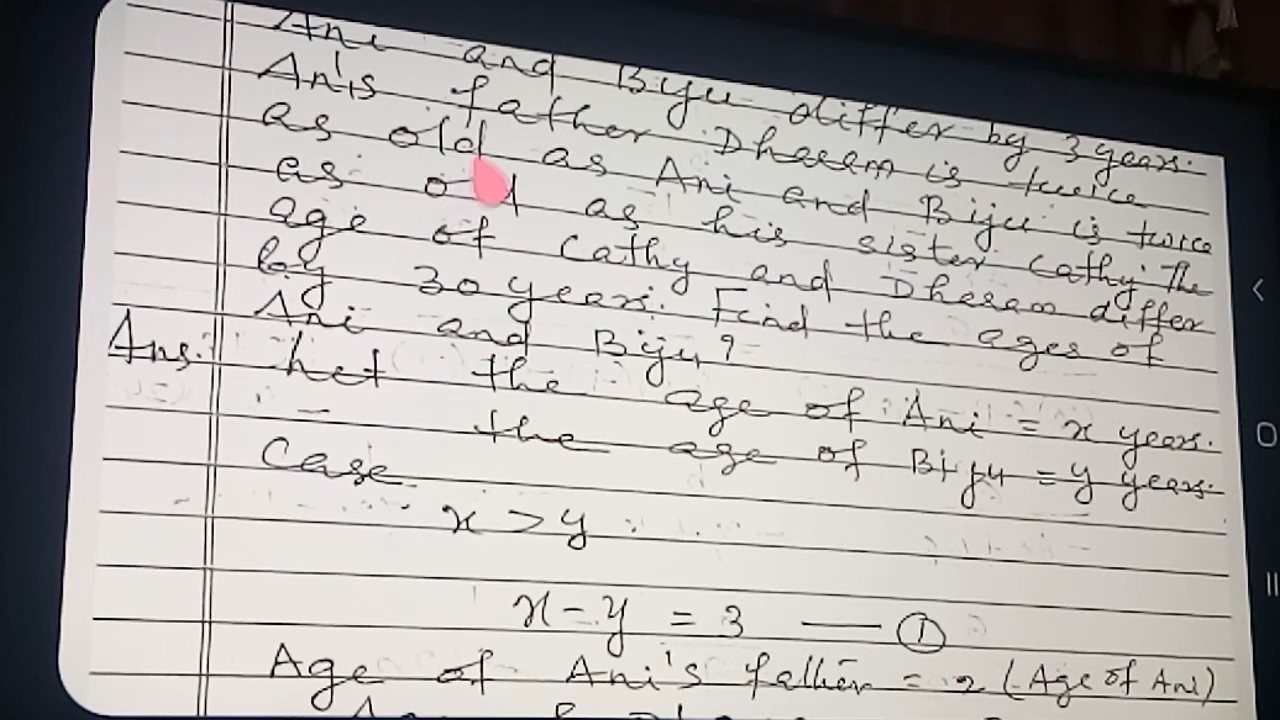 Ani and Biju differ by 3 years.
Ani's father Dharam is twice
as old as Ani and Biju is twice
as old as his sister Cathy. The
age of Cathy and Dharam differ
by 30 years. Find the ages of
Ani and Biju?
Ans. Let the age of Ani = x years.
the age of Biju = y years.
Case
x > y
x - y = 3 — ①
Age of Ani's father = 2 (Age of Ani)